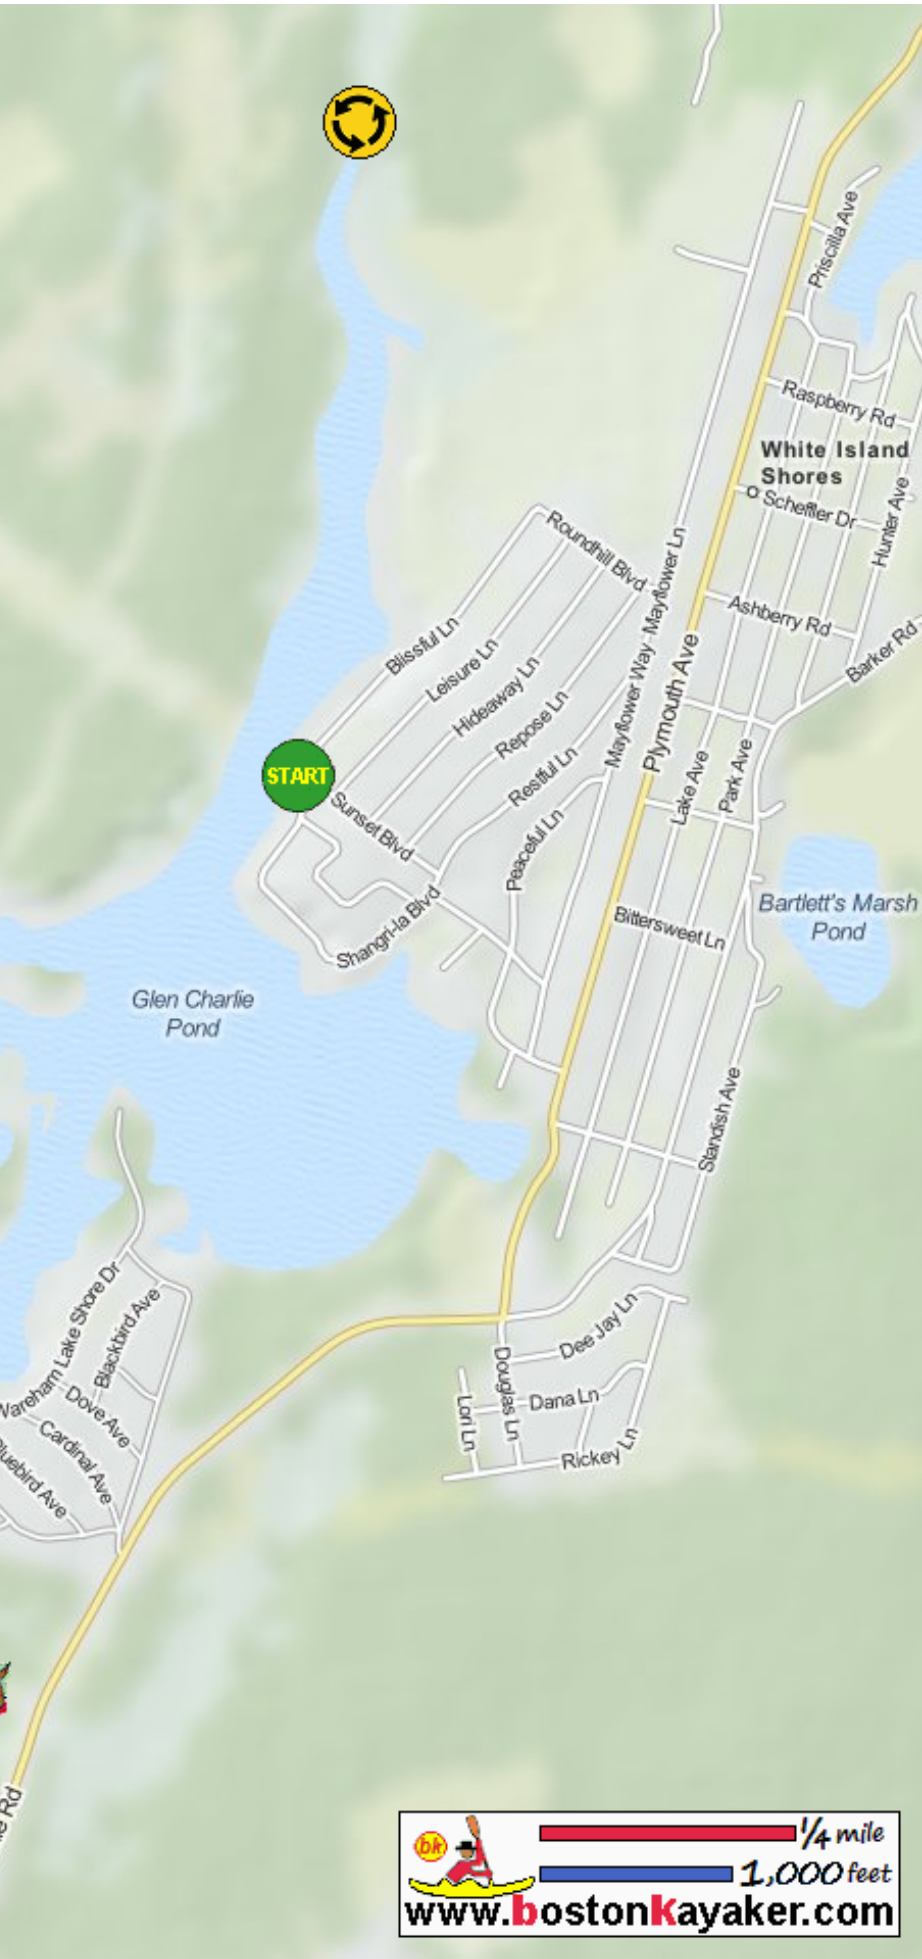 Priscilla Ave
Raspberry Rd
White Island
Shores
Scheffler Dr
Hunter Ave
Roundhill Blvd
Mayflower Way
Mayflower Ln
Ashberry Rd
Barker Rd
Blissful Ln
Leisure Ln
Hideaway Ln
Repose Ln
Restful Ln
Plymouth Ave
Lake Ave
Park Ave
START
Sunset Blvd
Peaceful Ln
Shangri-la Blvd
Bittersweet Ln
Bartlett's Marsh
Pond
Glen Charlie
Pond
Standish Ave
Wareham Lake Shore Dr
Blackbird Ave
Dove Ave
Cardinal Ave
luebird Ave
Dee Jay Ln
Douglas Ln
Dana Ln
Lori Ln
Rickey Ln
ie Rd
bk
1/4 mile
1,000 feet
www.bostonkayaker.com